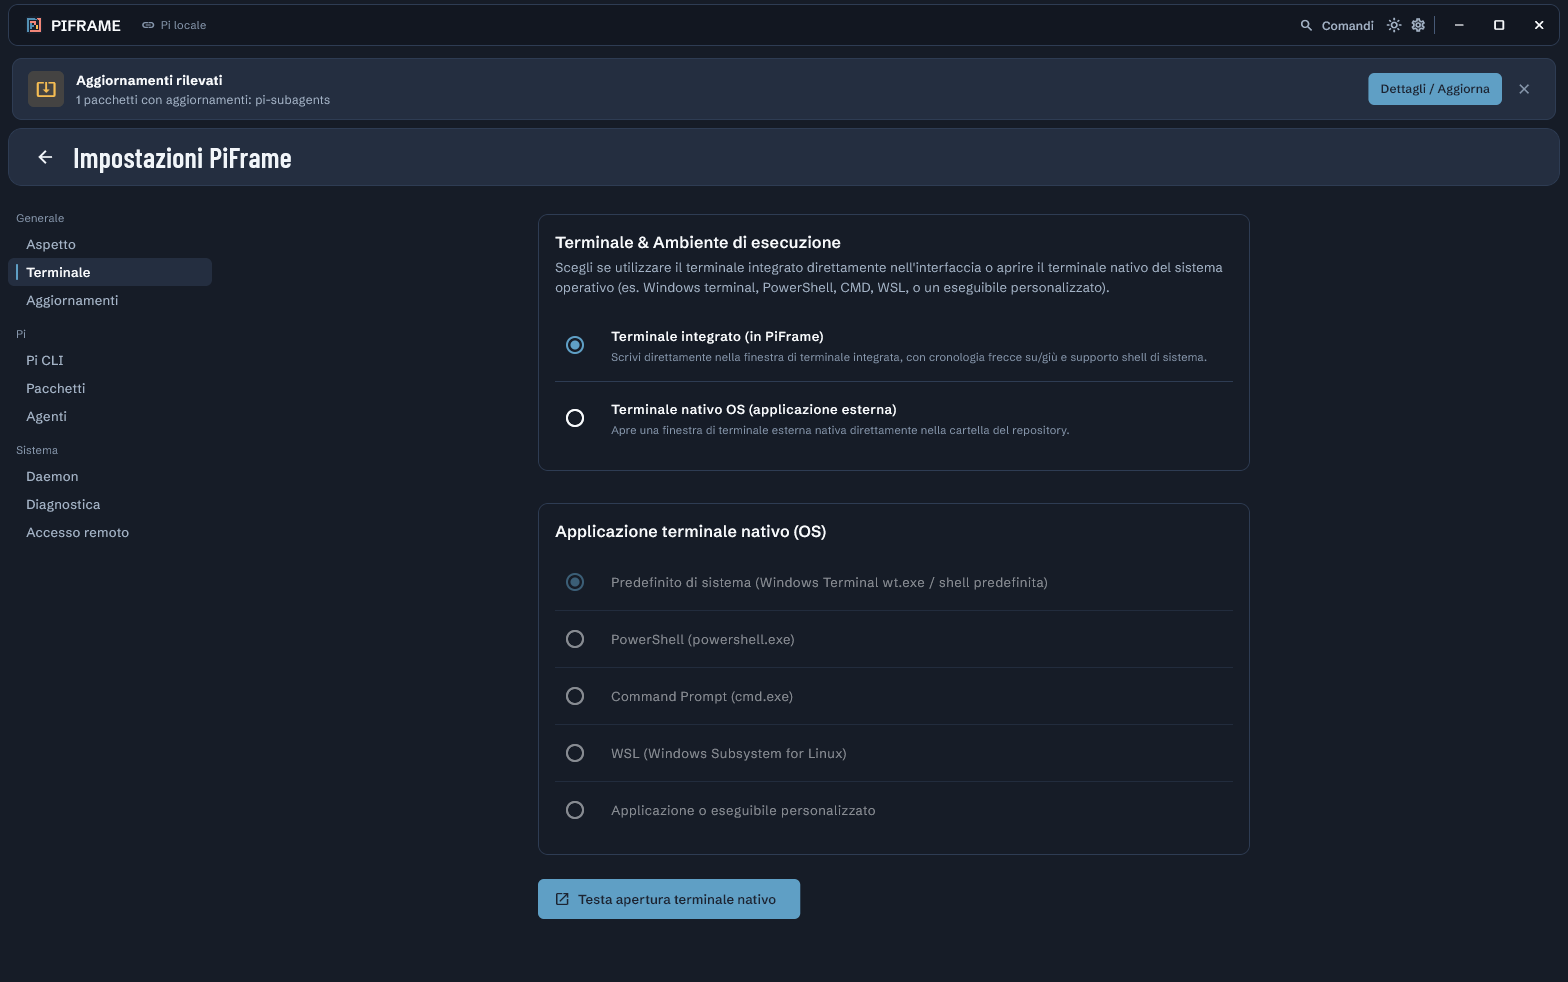 PIFRAME
Pi locale
Comandi
Aggiornamenti rilevati
1 pacchetti con aggiornamenti: pi-subagents
Dettagli / Aggiorna
Impostazioni PiFrame
Generale
Aspetto
Terminale
Aggiornamenti
Pi
Pi CLI
Pacchetti
Agenti
Sistema
Daemon
Diagnostica
Accesso remoto
Terminale & Ambiente di esecuzione
Scegli se utilizzare il terminale integrato direttamente nell'interfaccia o aprire il terminale nativo del sistema
operativo (es. Windows terminal, PowerShell, CMD, WSL, o un eseguibile personalizzato).
Terminale integrato (in PiFrame)
Scrivi direttamente nella finestra di terminale integrata, con cronologia frecce su/giù e supporto shell di sistema.
Terminale nativo OS (applicazione esterna)
Apre una finestra di terminale esterna nativa direttamente nella cartella del repository.
Applicazione terminale nativo (OS)
Predefinito di sistema (Windows Terminal wt.exe / shell predefinita)
PowerShell (powershell.exe)
Command Prompt (cmd.exe)
WSL (Windows Subsystem for Linux)
Applicazione o eseguibile personalizzato
Testa apertura terminale nativo